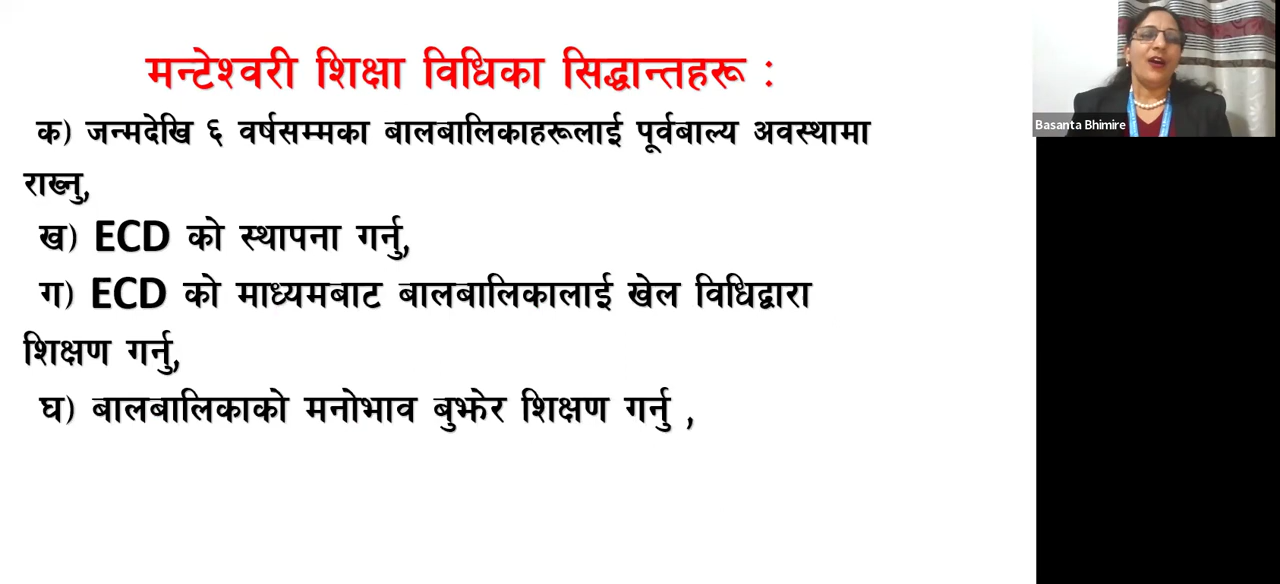 मन्टेश्वरी शिक्षा विधिका सिद्धान्तहरू :
क) जन्मदेखि ६ वर्षसम्मका बालबालिकाहरूलाई पूर्वबाल्य अवस्थामा
राख्नु,
ख) ECD को स्थापना गर्नु,
ग) ECD को माध्यमबाट बालबालिकालाई खेल विधिद्वारा
शिक्षण गर्नु,
घ) बालबालिकाको मनोभाव बुझेर शिक्षण गर्नु ,
Basanta Bhimire